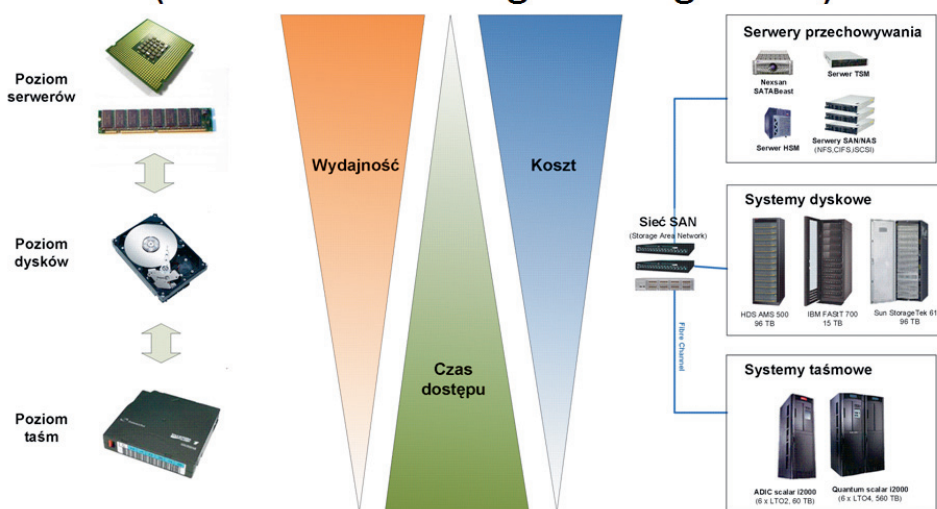 Poziom
serwerów
Poziom
dysków
Poziom
taśm
Wydajność
Czas
dostępu
Koszt
Sieć SAN
(Storage Area Network)
Fibre Channel
Serwery przechowywania
Nexsan
SATABeast
Serwer TSM
Serwer HSM
Serwery SAN/NAS
(NFS,CIFS,iSCSI)
Systemy dyskowe
HDS AMS 500
96 TB
IBM FAStT 700
15 TB
Sun StorageTek 61
96 TB
Systemy taśmowe
ADIC scalar i2000
(6 x LTO2, 60 TB)
Quantum scalar i2000
(6 x LTO4, 560 TB)